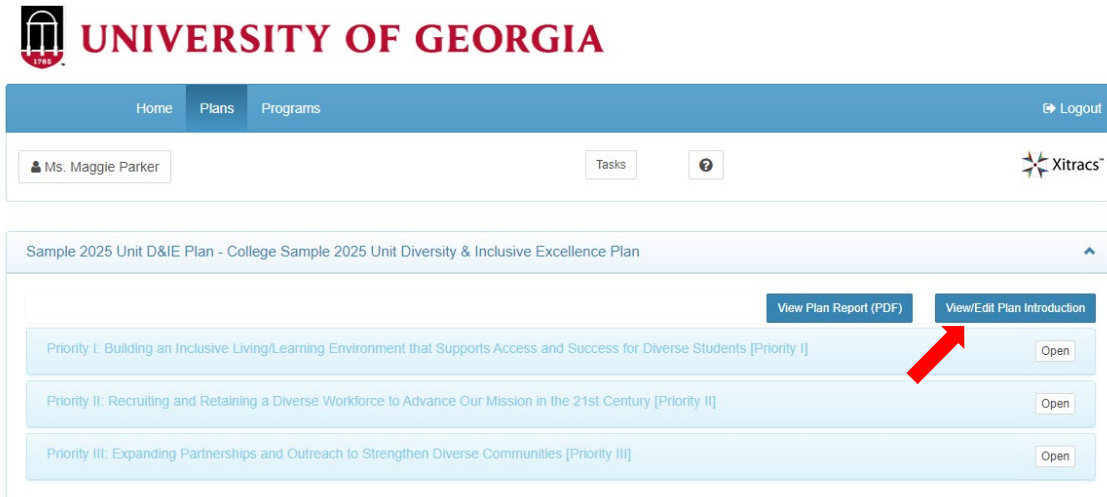 1785
UNIVERSITY OF GEORGIA
Home Plans Programs Logout
Ms. Maggie Parker Tasks ? Xitracs™
Sample 2025 Unit D&IE Plan - College Sample 2025 Unit Diversity & Inclusive Excellence Plan
View Plan Report (PDF) View/Edit Plan Introduction
Priority I: Building an Inclusive Living/Learning Environment that Supports Access and Success for Diverse Students [Priority I] Open
Priority II: Recruiting and Retaining a Diverse Workforce to Advance Our Mission in the 21st Century [Priority II] Open
Priority III: Expanding Partnerships and Outreach to Strengthen Diverse Communities [Priority III] Open